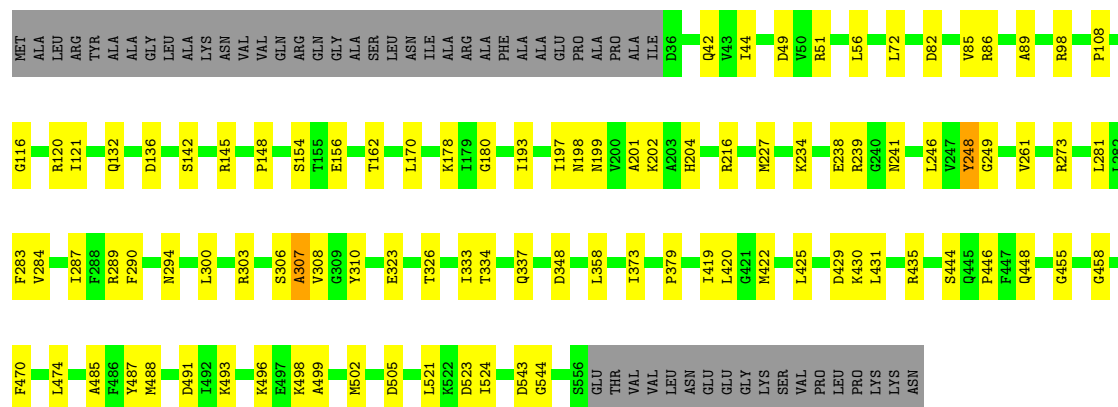 MET ALA LEU ARG TYR ALA ALA GLY LEU ALA LYS ASN VAL VAL GLN ARG GLN GLY ALA SER LEU ASN ILE ALA ARG ALA PHE ALA ALA GLU PRO ALA PRO ALA ILE D36 Q42 V43 I44 D49 V50 R51 L56 L72 D82 V85 R86 A89 R98 P108
G116 R120 I121 Q132 D136 S142 R145 P148 S154 T155 E156 T162 L170 K178 I179 G180 I193 I197 N198 N199 V200 A201 K202 A203 H204 R216 M227 K234 E238 R239 G240 N241 L246 V247 Y248 G249 V261 R273 L281
F283 V284 I287 F288 R289 F290 N294 L300 R303 S306 A307 V308 G309 Y310 E323 T326 I333 T334 Q337 D348 L358 I373 P379 I419 L420 G421 M422 L425 D429 K430 L431 R435 S444 Q445 P446 F447 Q448 G455 G458
F470 L474 A485 F486 Y487 M488 D491 I492 K493 K496 E497 K498 A499 M502 D505 L521 K522 D523 I524 D543 G544 S556 GLU THR VAL VAL LEU ASN GLU GLU GLY LYS SER VAL PRO LEU PRO LYS LYS ASN